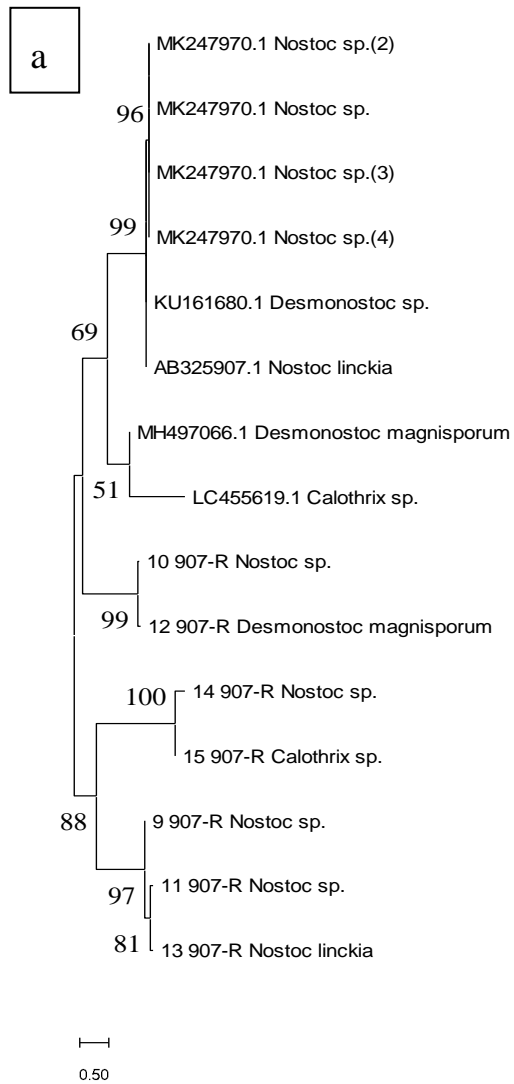 a
MK247970.1 Nostoc sp.(2)
96
MK247970.1 Nostoc sp.
MK247970.1 Nostoc sp.(3)
99
MK247970.1 Nostoc sp.(4)
KU161680.1 Desmonostoc sp.
69
AB325907.1 Nostoc linckia
MH497066.1 Desmonostoc magnisporum
51
LC455619.1 Calothrix sp.
10 907-R Nostoc sp.
99
12 907-R Desmonostoc magnisporum
100
14 907-R Nostoc sp.
15 907-R Calothrix sp.
88
9 907-R Nostoc sp.
97
11 907-R Nostoc sp.
81
13 907-R Nostoc linckia
0.50